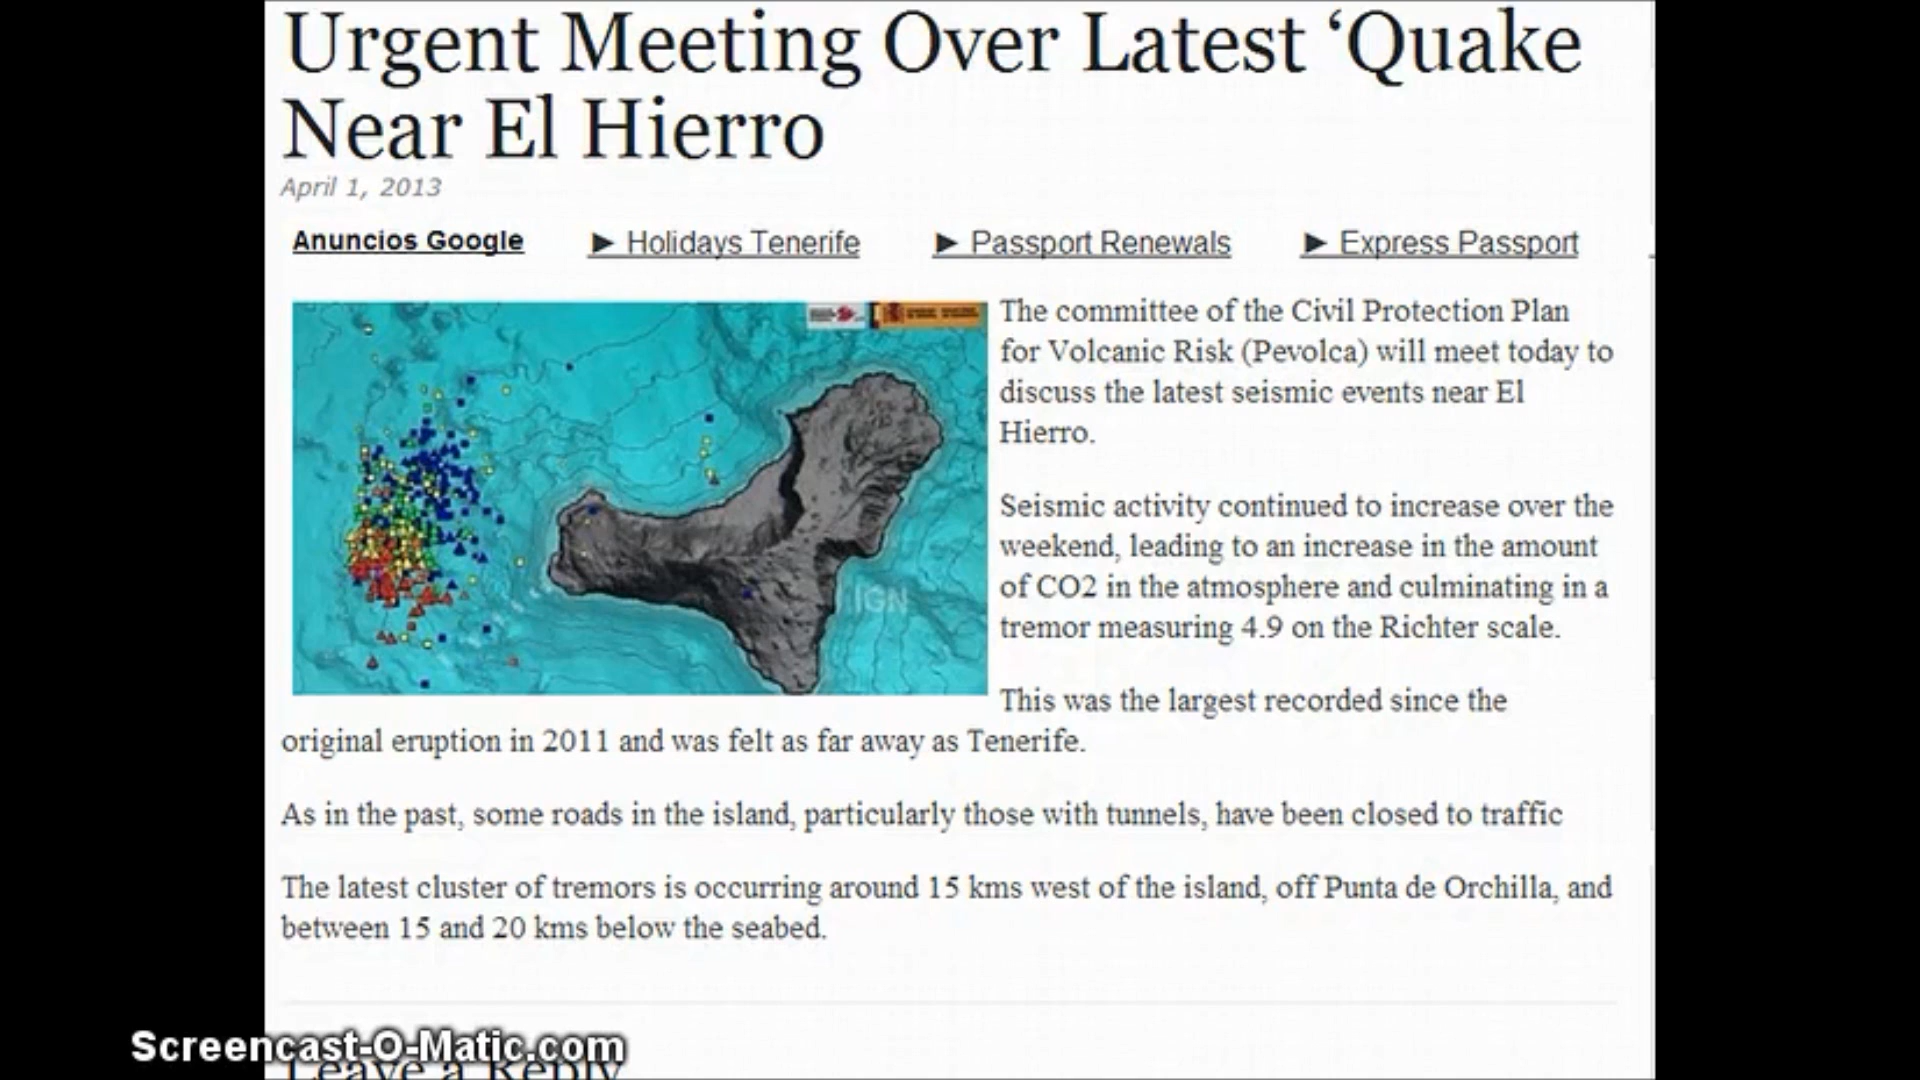 Urgent Meeting Over Latest ‘Quake
Near El Hierro
April 1, 2013
Anuncios Google ► Holidays Tenerife ► Passport Renewals ► Express Passport
The committee of the Civil Protection Plan
for Volcanic Risk (Pevolca) will meet today to
discuss the latest seismic events near El
Hierro.
Seismic activity continued to increase over the
weekend, leading to an increase in the amount
of CO2 in the atmosphere and culminating in a
tremor measuring 4.9 on the Richter scale.
IGN
This was the largest recorded since the
original eruption in 2011 and was felt as far away as Tenerife.
As in the past, some roads in the island, particularly those with tunnels, have been closed to traffic
The latest cluster of tremors is occurring around 15 kms west of the island, off Punta de Orchilla, and
between 15 and 20 kms below the seabed.
Screencast-O-Matic.com
Leave a Reply